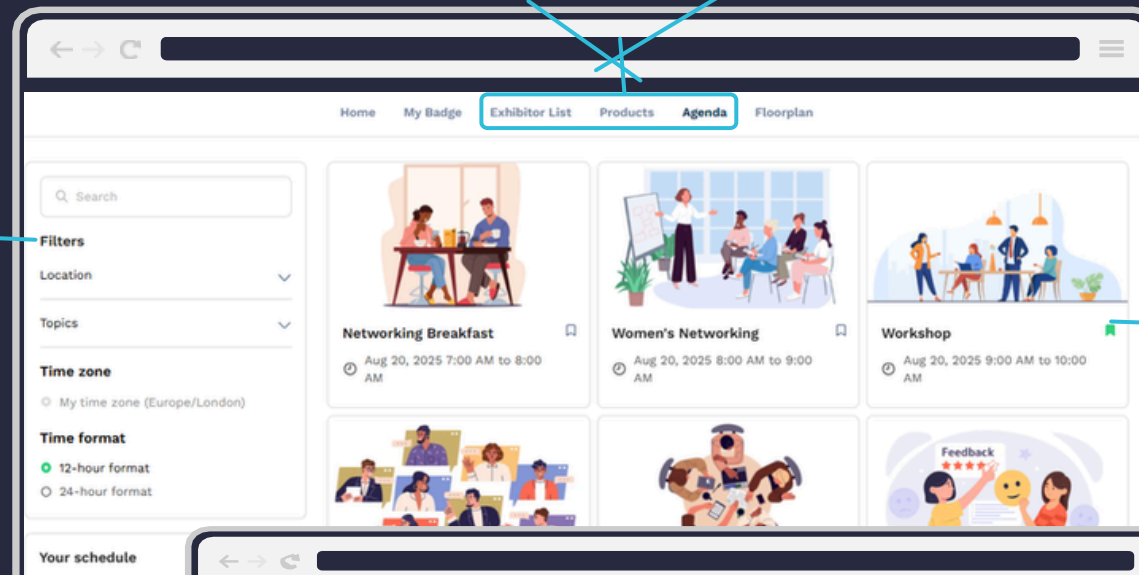 Home My Badge Exhibitor List Products Agenda Floorplan
Search
Filters
Location
Topics
Time zone
My time zone (Europe/London)
Time format
12-hour format
24-hour format
Your schedule
Networking Breakfast
Aug 20, 2025 7:00 AM to 8:00
AM
Women's Networking
Aug 20, 2025 8:00 AM to 9:00
AM
Workshop
Aug 20, 2025 9:00 AM to 10:00
AM
Feedback